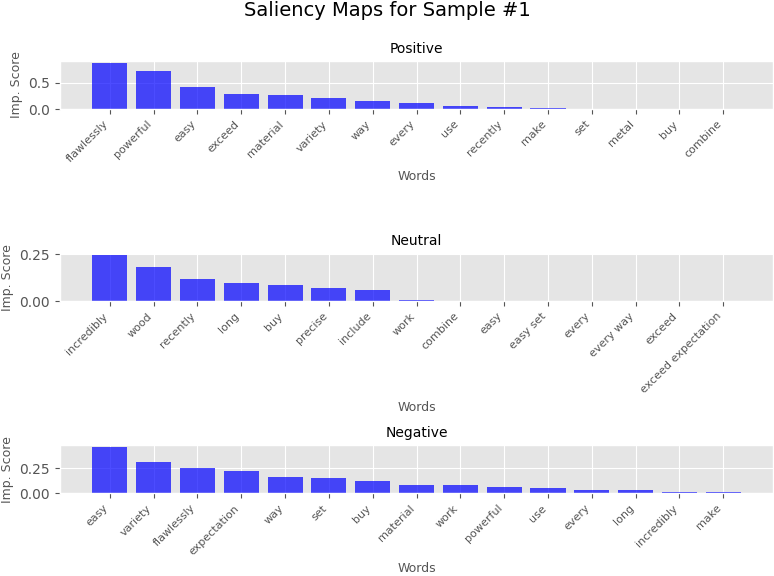 Saliency Maps for Sample #1
Positive
Imp. Score
0.5
0.0
flawlessly powerful easy exceed material variety way every use recently make set metal buy combine
Words
Neutral
Imp. Score
0.25
0.00
incredibly wood recently long buy precise include work combine easy easy set every every way exceed exceed expectation
Words
Negative
Imp. Score
0.25
0.00
easy variety flawlessly expectation way set buy material work powerful use every long incredibly make
Words